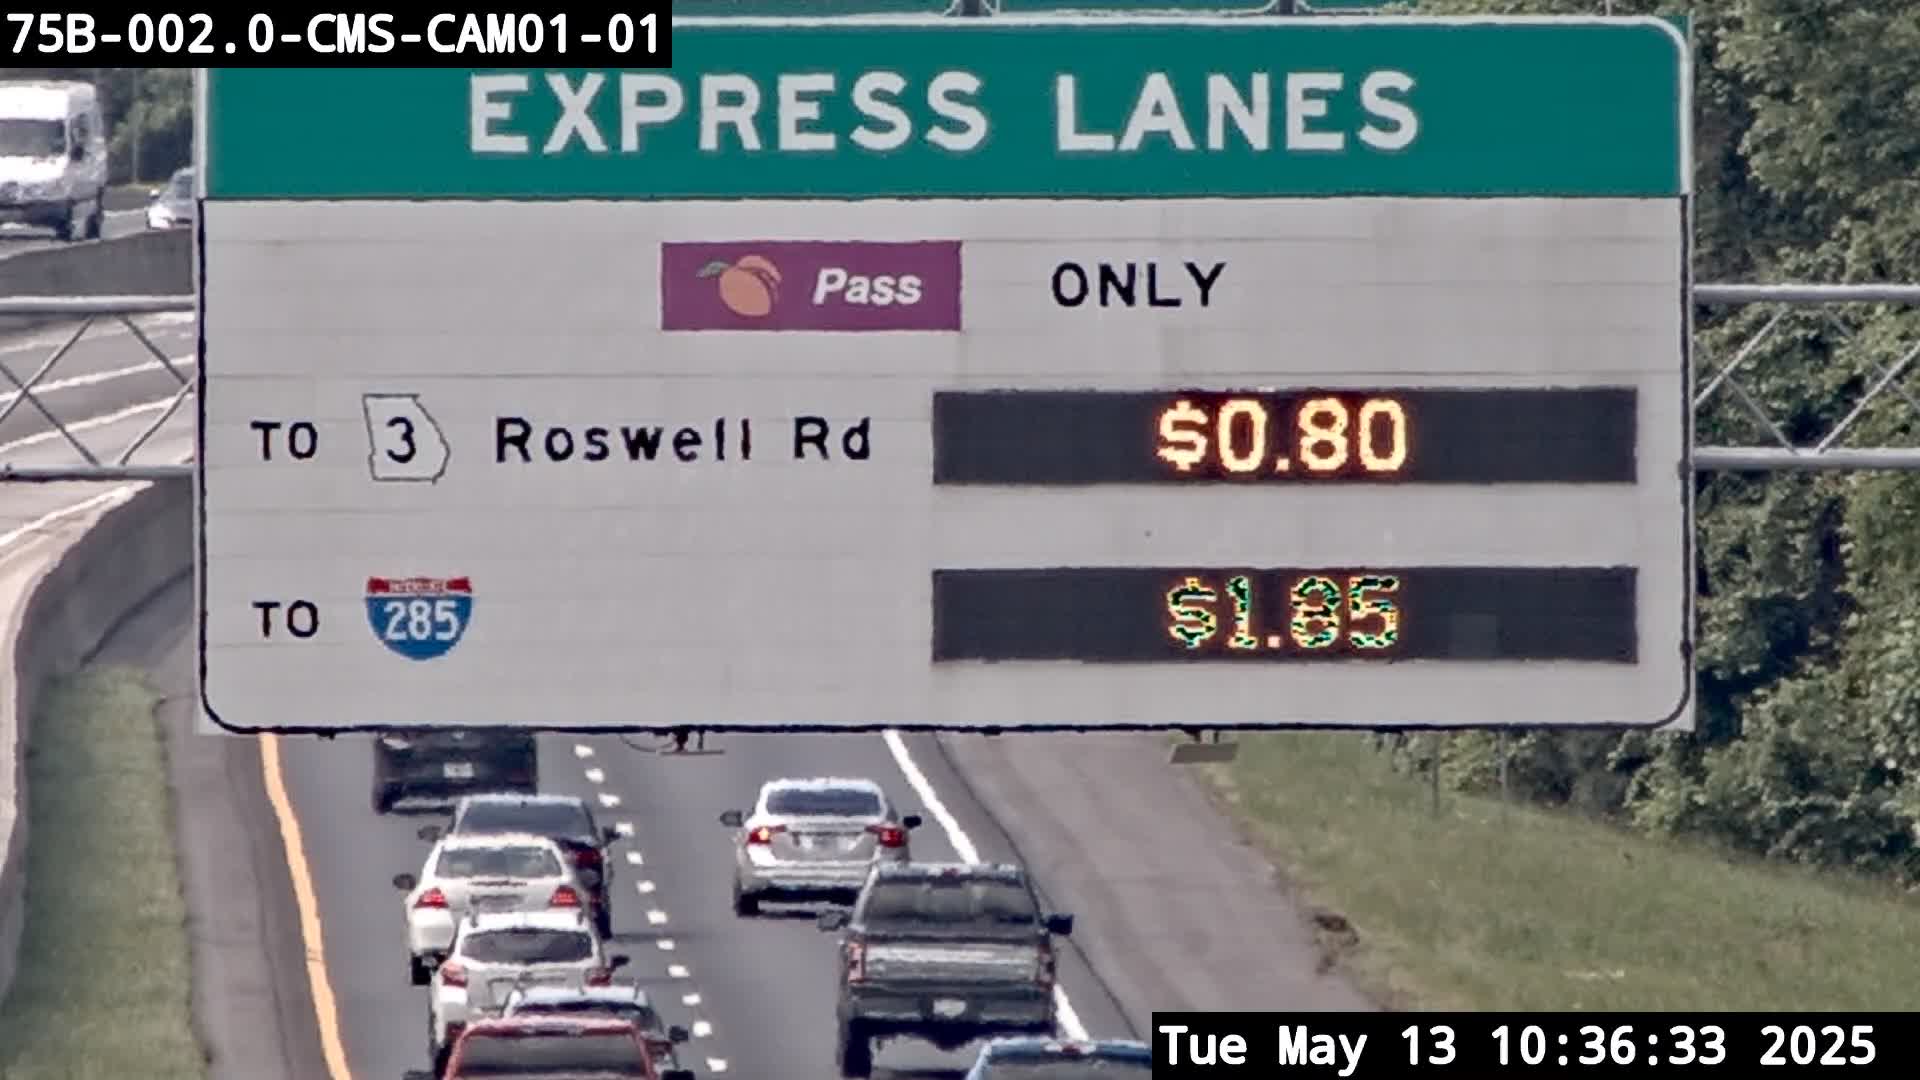 75B-002.0-CMS-CAM01-01
EXPRESS LANES
Pass ONLY
TO 3 Roswell Rd $0.80
TO 285 $1.85
Tue May 13 10:36:33 2025